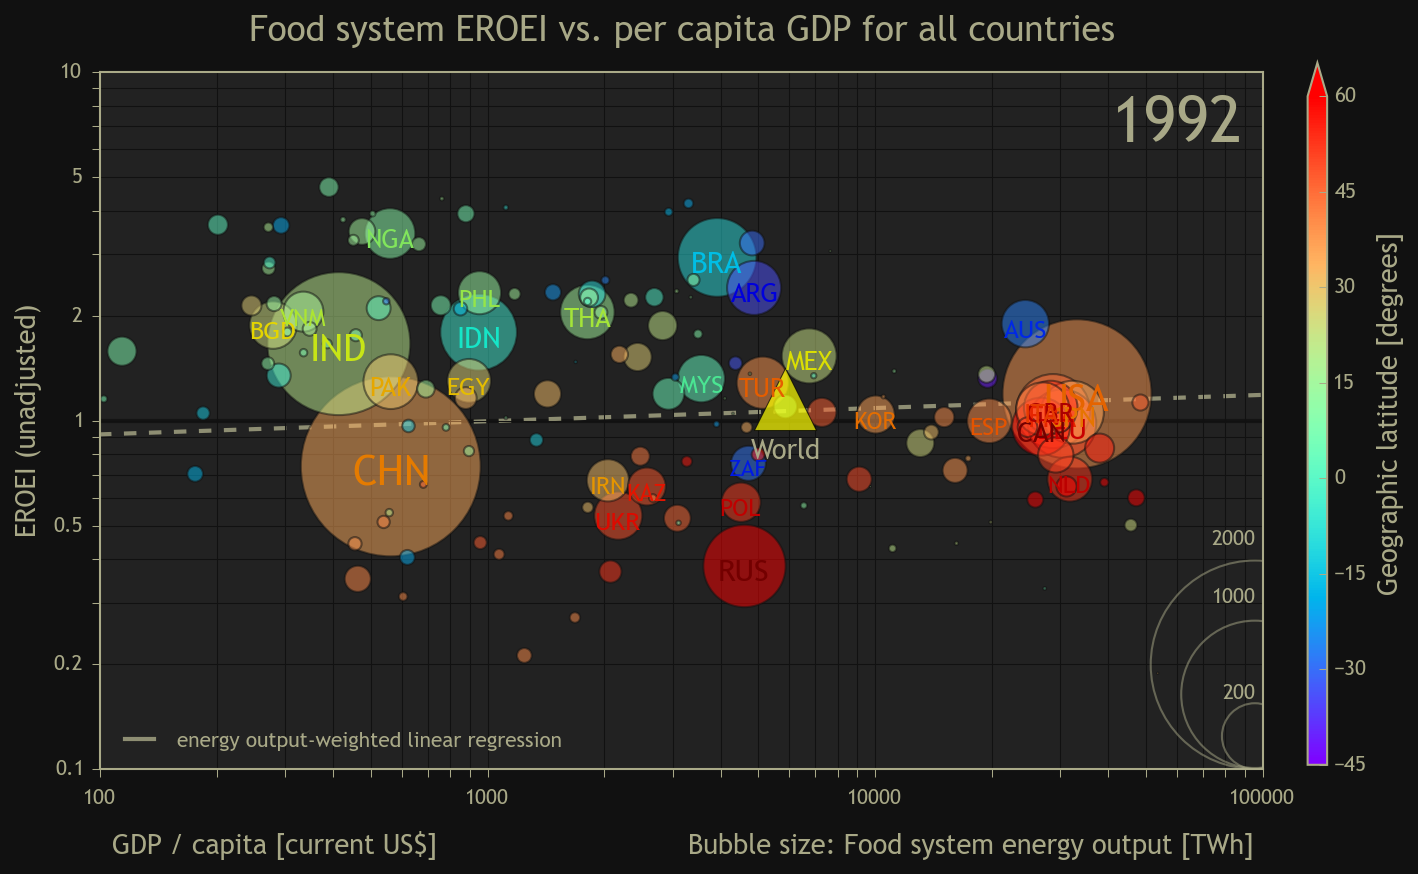 Food system EROEI vs. per capita GDP for all countries
1992
EROEI (unadjusted)
10
5
2
1
0.5
0.2
0.1
NGA
BRA
ARG
PHL
THA
VNM
BGD
IND
IDN
AUS
MEX
PAK
EGY
MYS
TUR
KOR
ESP
CAN
World
CHN
ZAF
IRN
KAZ
NLD
UKR
POL
RUS
2000
1000
200
energy output-weighted linear regression
100
1000
10000
100000
GDP / capita [current US$]
Bubble size: Food system energy output [TWh]
60
45
30
15
0
−15
−30
−45
Geographic latitude [degrees]